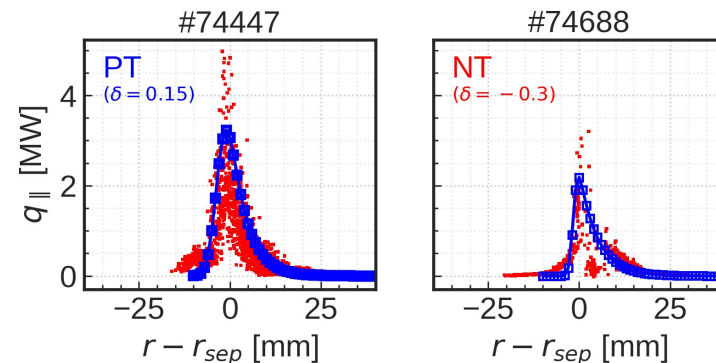 #74447
#74688
PT
(δ = 0.15)
NT
(δ = −0.3)
4
2
0
q∥ [MW]
−25
0
25
−25
0
25
r − rsep [mm]
r − rsep [mm]